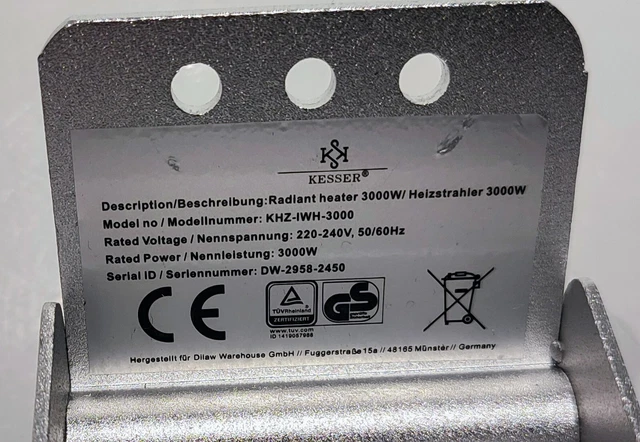 KESSER®
Description/Beschreibung:Radiant heater 3000W/ Heizstrahler 3000W
Model no / Modellnummer: KHZ-IWH-3000
Rated Voltage / Nennspannung: 220-240V, 50/60Hz
Rated Power / Nennleistung: 3000W
Serial ID / Seriennummer: DW-2958-2450
CE
TÜVRheinland
ZERTIFIZIERT
GS
www.tuv.com
ID 1419087988
Hergestellt für Dilaw Warehouse GmbH // Fuggerstraße 15a // 48165 Münster // Germany